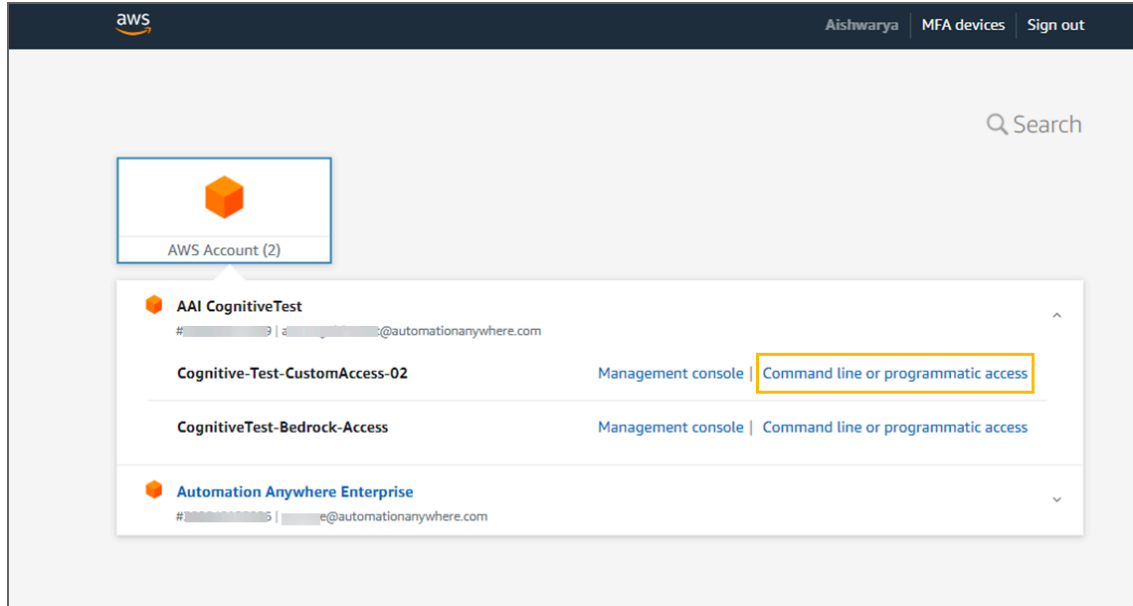 aws
Aishwarya MFA devices Sign out
Search
AWS Account (2)
AAI CognitiveTest
# 9 | a @automationanywhere.com
Cognitive-Test-CustomAccess-02 Management console | Command line or programmatic access
CognitiveTest-Bedrock-Access Management console | Command line or programmatic access
Automation Anywhere Enterprise
# 5 | e@automationanywhere.com